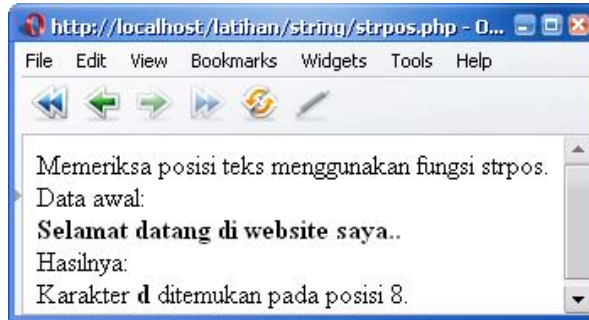 http://localhost/latihan/string/strpos.php - O...
File Edit View Bookmarks Widgets Tools Help
Memeriksa posisi teks menggunakan fungsi strpos.
Data awal:
Selamat datang di website saya..
Hasilnya:
Karakter d ditemukan pada posisi 8.